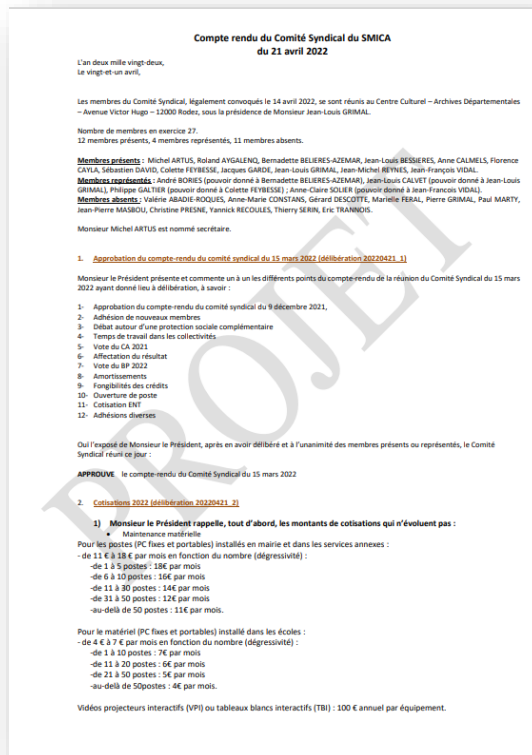 Compte rendu du Comité Syndical du SMICA
du 21 avril 2022
L'an deux mille vingt-deux,
Le vingt-et-un avril,
Les membres du Comité Syndical, légalement convoqués le 14 avril 2022, se sont réunis au Centre Culturel – Archives Départementales
– Avenue Victor Hugo – 12000 Rodez, sous la présidence de Monsieur Jean-Louis GRIMAL.
Nombre de membres en exercice 27.
12 membres présents, 4 membres représentés, 11 membres absents.
Membres présents : Michel ARTUS, Roland AYGALENQ, Bernadette BELIERES-AZEMAR, Jean-Louis BESSIERES, Anne CALMELS, Florence
CAYLA, Sébastien DAVID, Colette FEYBESSE, Jacques GARDE, Jean-Louis GRIMAL, Jean-Michel REYNES, Jean-François VIDAL.
Membres représentés : André BORIES (pouvoir donné à Bernadette BELIERES-AZEMAR), Jean-Louis CALVET (pouvoir donné à Jean-Louis
GRIMAL), Philippe GALTIER (pouvoir donné à Colette FEYBESSE) ; Anne-Claire SOLIER (pouvoir donné à Jean-François VIDAL).
Membres absents : Valérie ABADIE-ROQUES, Anne-Marie CONSTANS, Gérard DESCOTTE, Marielle FERAL, Pierre GRIMAL, Paul MARTY,
Jean-Pierre MASBOU, Christine PRESNE, Yannick RECOULES, Thierry SERIN, Eric TRANNOIS.
Monsieur Michel ARTUS est nommé secrétaire.
1. Approbation du compte-rendu du comité syndical du 15 mars 2022 (délibération 20220421_1)
Monsieur le Président présente et commente un à un les différents points du compte-rendu de la réunion du Comité Syndical du 15 mars
2022 ayant donné lieu à délibération, à savoir :
1- Approbation du compte-rendu du comité syndical du 9 décembre 2021,
2- Adhésion de nouveaux membres
3- Débat autour d'une protection sociale complémentaire
4- Temps de travail dans les collectivités
5- Vote du CA 2021
6- Affectation du résultat
7- Vote du BP 2022
8- Amortissements
9- Fongibilités des crédits
10- Ouverture de poste
11- Cotisation ENT
12- Adhésions diverses
Ouï l'exposé de Monsieur le Président, après en avoir délibéré et à l'unanimité des membres présents ou représentés, le Comité
Syndical réuni ce jour :
APPROUVE le compte-rendu du Comité Syndical du 15 mars 2022
2. Cotisations 2022 (délibération 20220421_2)
1) Monsieur le Président rappelle, tout d'abord, les montants de cotisations qui n'évoluent pas :
• Maintenance matérielle
Pour les postes (PC fixes et portables) installés en mairie et dans les services annexes :
- de 11 € à 18 € par mois en fonction du nombre (dégressivité) :
-de 1 à 5 postes : 18€ par mois
-de 6 à 10 postes : 16€ par mois
-de 11 à 30 postes : 14€ par mois
-de 31 à 50 postes : 12€ par mois
-au-delà de 50 postes : 11€ par mois.
Pour le matériel (PC fixes et portables) installé dans les écoles :
- de 4 € à 7 € par mois en fonction du nombre (dégressivité) :
-de 1 à 10 postes : 7€ par mois
-de 11 à 20 postes : 6€ par mois
-de 21 à 50 postes : 5€ par mois
-au-delà de 50postes : 4€ par mois.
Vidéos projecteurs interactifs (VPI) ou tableaux blancs interactifs (TBI) : 100 € annuel par équipement.
PROJET